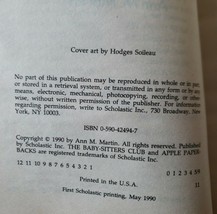 Cover art by Hodges Soileau
No part of this publication may be reproduced in whole or in part,
or stored in a retrieval system, or transmitted in any form or by any
means, electronic, mechanical, photocopying, recording, or other-
wise, without written permission of the publisher. For information
regarding permission, write to Scholastic Inc., 730 Broadway, New
York, NY 10003.
ISBN 0-590-42494-7
Copyright © 1990 by Ann M. Martin. All rights reserved. Published
by Scholastic Inc. THE BABY-SITTERS CLUB and APPLE PAPER-
BACKS are registered trademarks of Scholastic Inc.
12 11 10 9 8 7 6 5 4 3 2 1 0 1 2 3 4 5/9
Printed in the U.S.A.
First Scholastic printing, May 1990